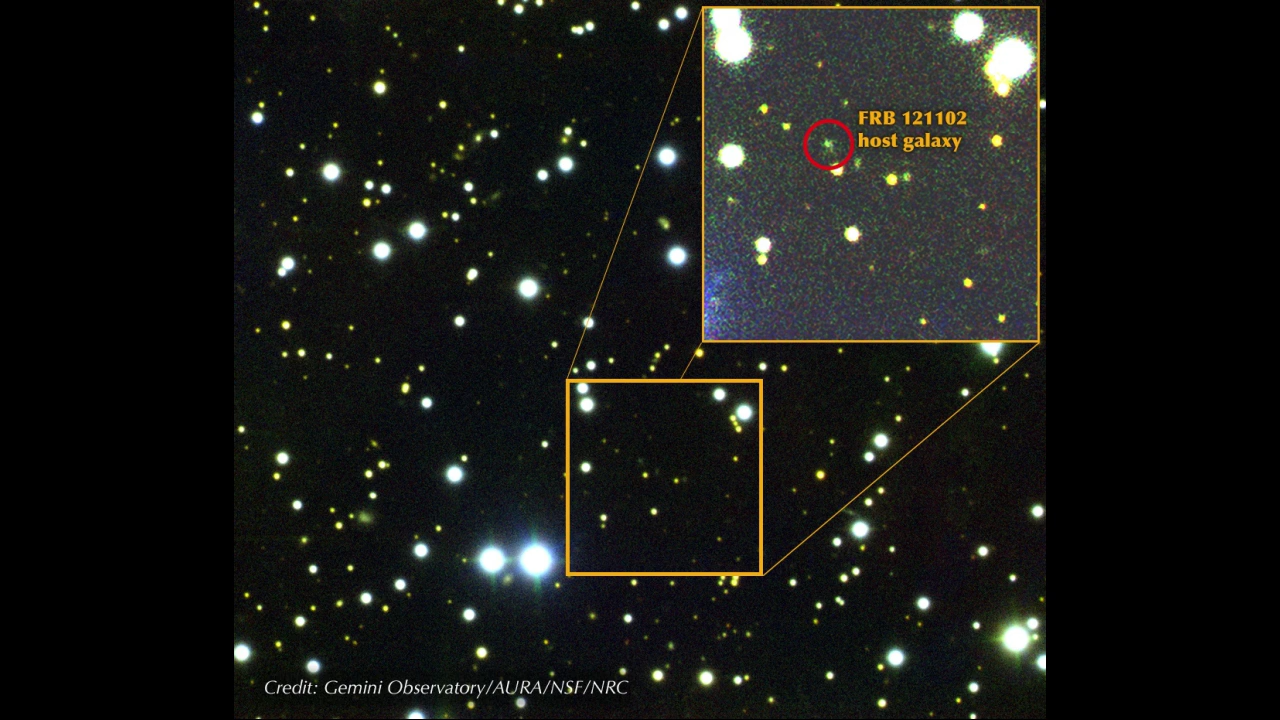 FRB 121102
host galaxy
Credit: Gemini Observatory/AURA/NSF/NRC